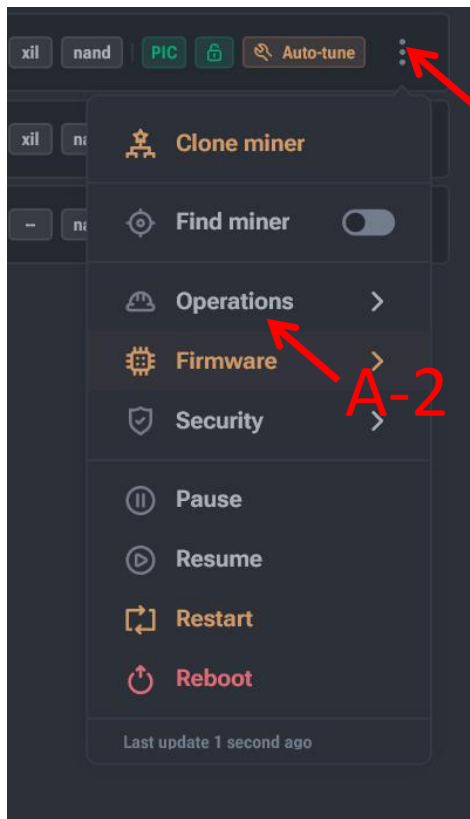 xil nand PIC Auto-tune
xil
Clone miner
--
Find miner
Operations
Firmware
A-2
Security
Pause
Resume
Restart
Reboot
Last update 1 second ago